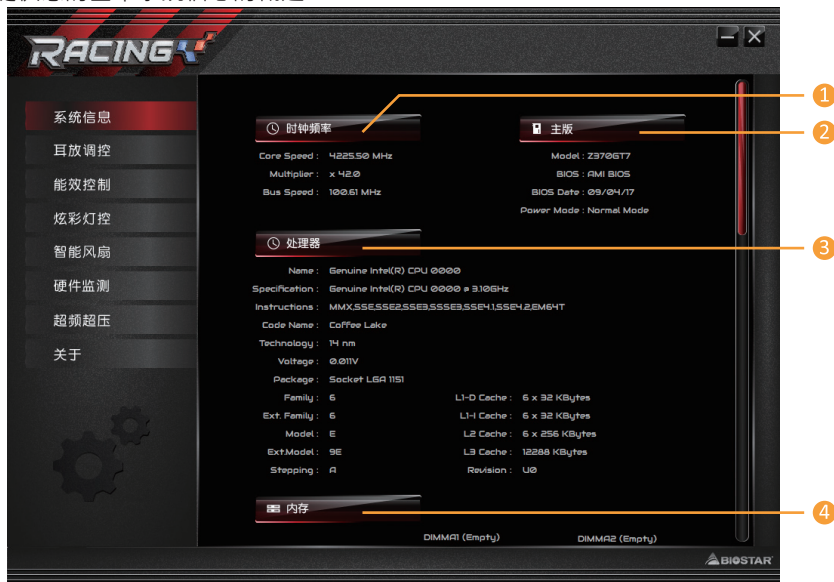 RACING
系统信息
耳放调控
能效控制
炫彩灯控
智能风扇
硬件监测
超频超压
关于
时钟频率
Core Speed : 4225.50 MHz
Multiplier : x 42.0
Bus Speed : 100.61 MHz
主版
Model : Z370GT7
BIOS : AMI BIOS
BIOS Date : 09/04/17
Power Mode : Normal Mode
处理器
Name : Genuine Intel(R) CPU 0000
Specification : Genuine Intel(R) CPU 0000 @ 3.10GHz
Instructions : MMX,SSE,SSE2,SSE3,SSSE3,SSE4.1,SSE4.2,EM64T
Code Name : Coffee Lake
Technology : 14 nm
Voltage : 0.011V
Package : Socket LGA 1151
Family : 6
L1-D Cache : 6 x 32 KBytes
Ext. Family : 6
L1-I Cache : 6 x 32 KBytes
Model : E
L2 Cache : 6 x 256 KBytes
Ext.Model : 9E
L3 Cache : 12288 KBytes
Stepping : A
Revision : U0
内存
DIMMA1 (Empty) DIMMA2 (Empty)
BIOSTAR
1
2
3
4